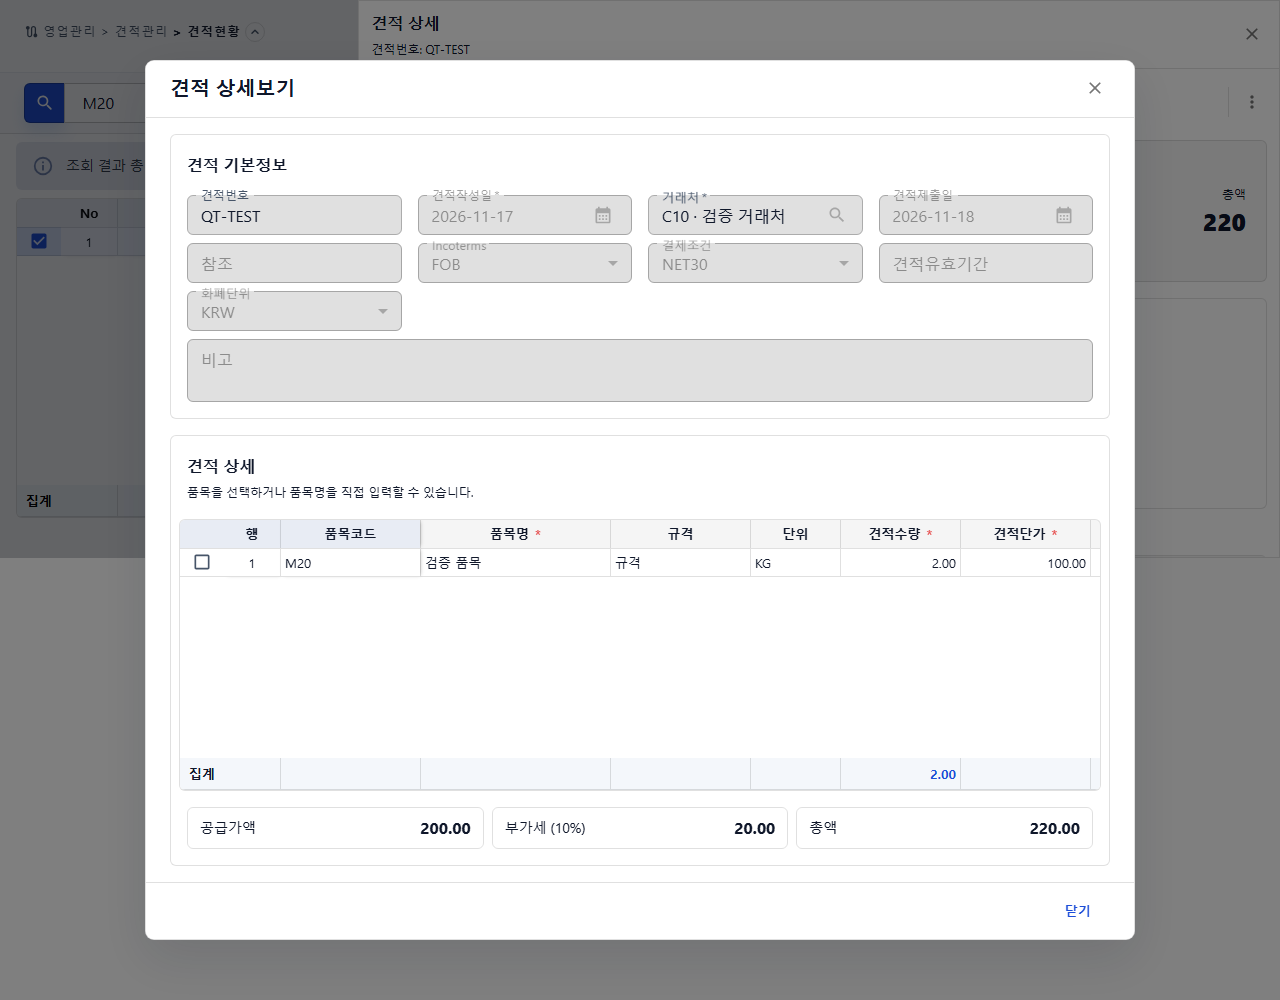 영업관리 > 견적관리 > 견적현황
견적 상세
견적번호: QT-TEST
M20
조회 결과 총
No
1
집계
총액
220
견적 상세보기
견적 기본정보
견적번호
QT-TEST
견적작성일 *
2026-11-17
거래처 *
C10 · 검증 거래처
견적제출일
2026-11-18
참조
Incoterms
FOB
결제조건
NET30
견적유효기간
화폐단위
KRW
비고
견적 상세
품목을 선택하거나 품목명을 직접 입력할 수 있습니다.
행 품목코드 품목명 * 규격 단위 견적수량 * 견적단가 *
1 M20 검증 품목 규격 KG 2.00 100.00
집계 2.00
공급가액 200.00 부가세 (10%) 20.00 총액 220.00
닫기